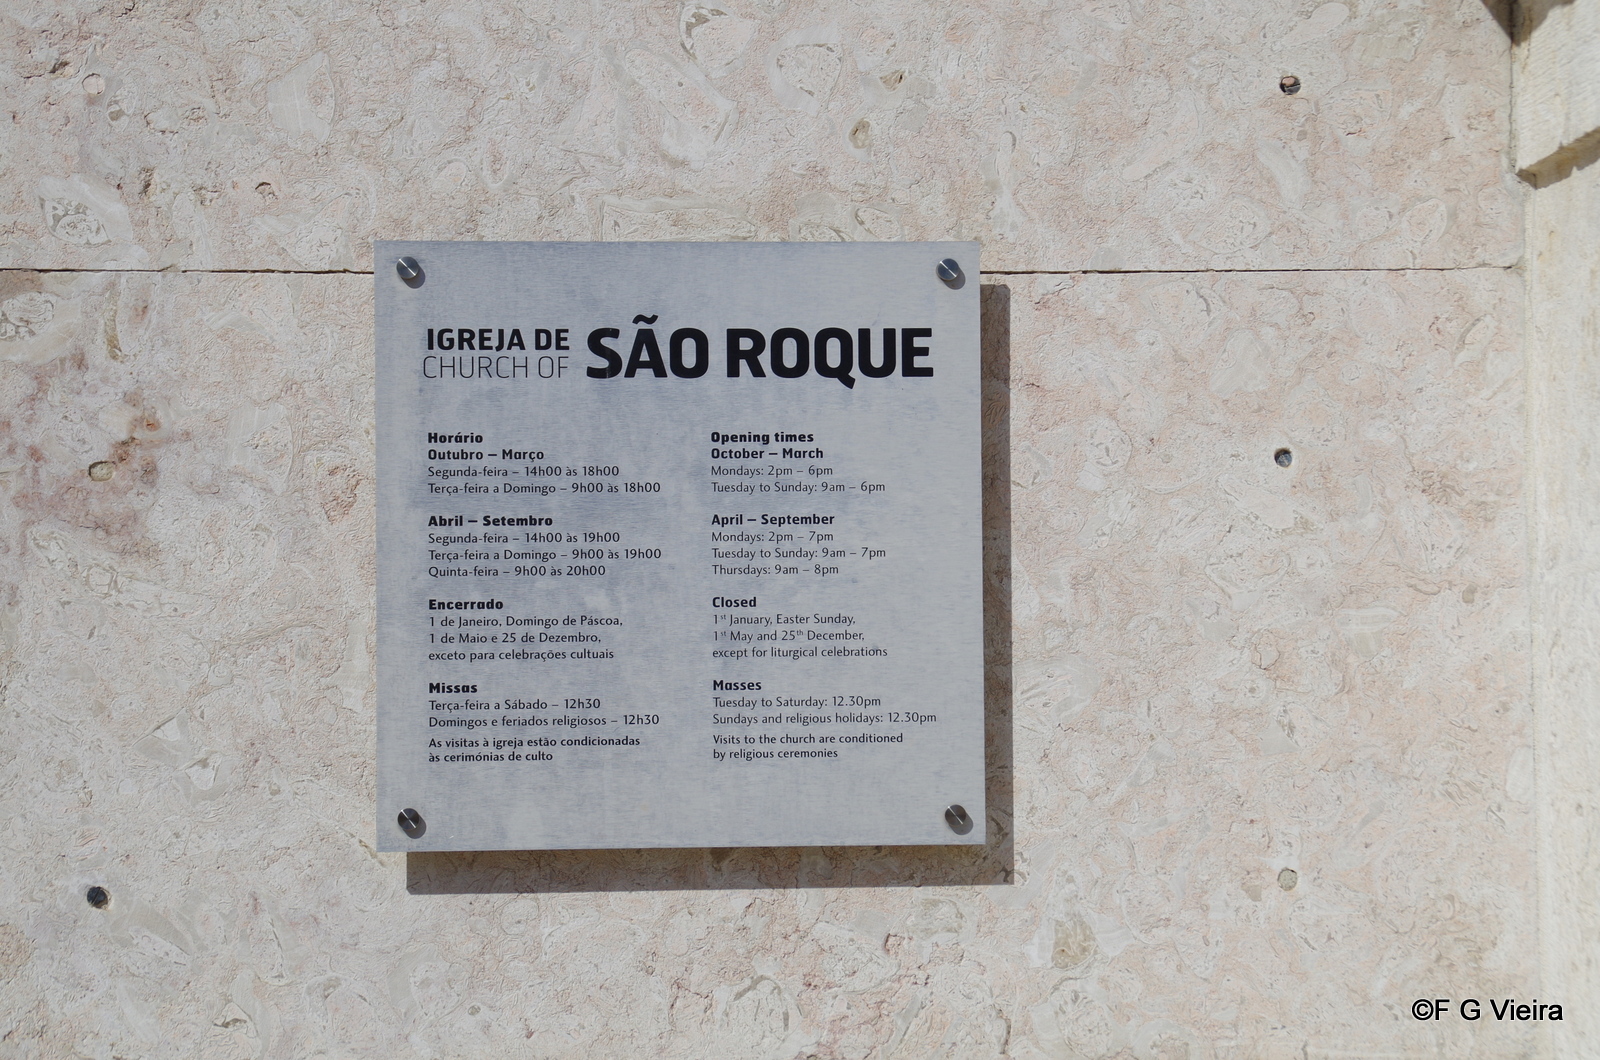 IGREJA DE
CHURCH OF
SÃO ROQUE
Horário
Outubro – Março
Segunda-feira – 14h00 às 18h00
Terça-feira a Domingo – 9h00 às 18h00
Abril – Setembro
Segunda-feira – 14h00 às 19h00
Terça-feira a Domingo – 9h00 às 19h00
Quinta-feira – 9h00 às 20h00
Encerrado
1 de Janeiro, Domingo de Páscoa,
1 de Maio e 25 de Dezembro,
exceto para celebrações cultuais
Missas
Terça-feira a Sábado – 12h30
Domingos e feriados religiosos – 12h30
As visitas à igreja estão condicionadas
às cerimónias de culto
Opening times
October – March
Mondays: 2pm – 6pm
Tuesday to Sunday: 9am – 6pm
April – September
Mondays: 2pm – 7pm
Tuesday to Sunday: 9am – 7pm
Thursdays: 9am – 8pm
Closed
1st January, Easter Sunday,
1st May and 25th December,
except for liturgical celebrations
Masses
Tuesday to Saturday: 12.30pm
Sundays and religious holidays: 12.30pm
Visits to the church are conditioned
by religious ceremonies
©F G Vieira